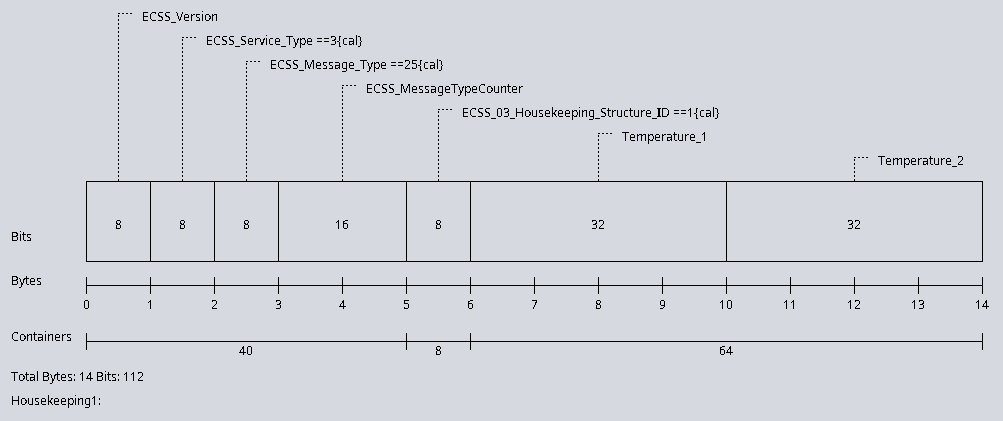 ECSS_Version
ECSS_Service_Type ==3{cal}
ECSS_Message_Type ==25{cal}
ECSS_MessageTypeCounter
ECSS_03_Housekeeping_Structure_ID ==1{cal}
Temperature_1
Temperature_2
Bits 8 8 8 16 8 32 32
Bytes
0 1 2 3 4 5 6 7 8 9 10 11 12 13 14
Containers
40 8 64
Total Bytes: 14 Bits: 112
Housekeeping1: